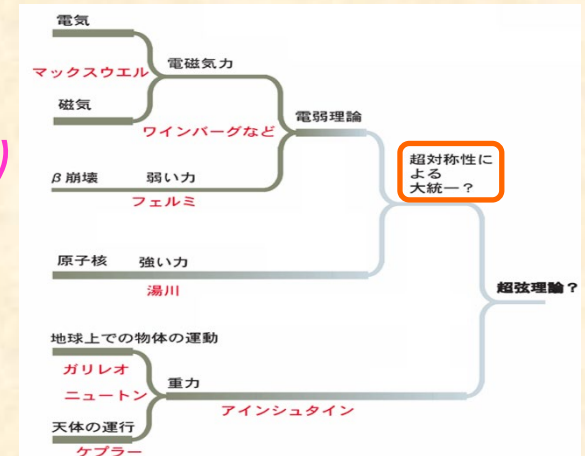 電気
マックスウエル
電磁気力
磁気
ワインバーグなど
電弱理論
β崩壊 弱い力
フェルミ
超対称性に
よる
大統一?
原子核 強い力
湯川
超弦理論?
地球上での物体の運動
ガリレオ
ニュートン
重力
アインシュタイン
天体の運行
ケプラー